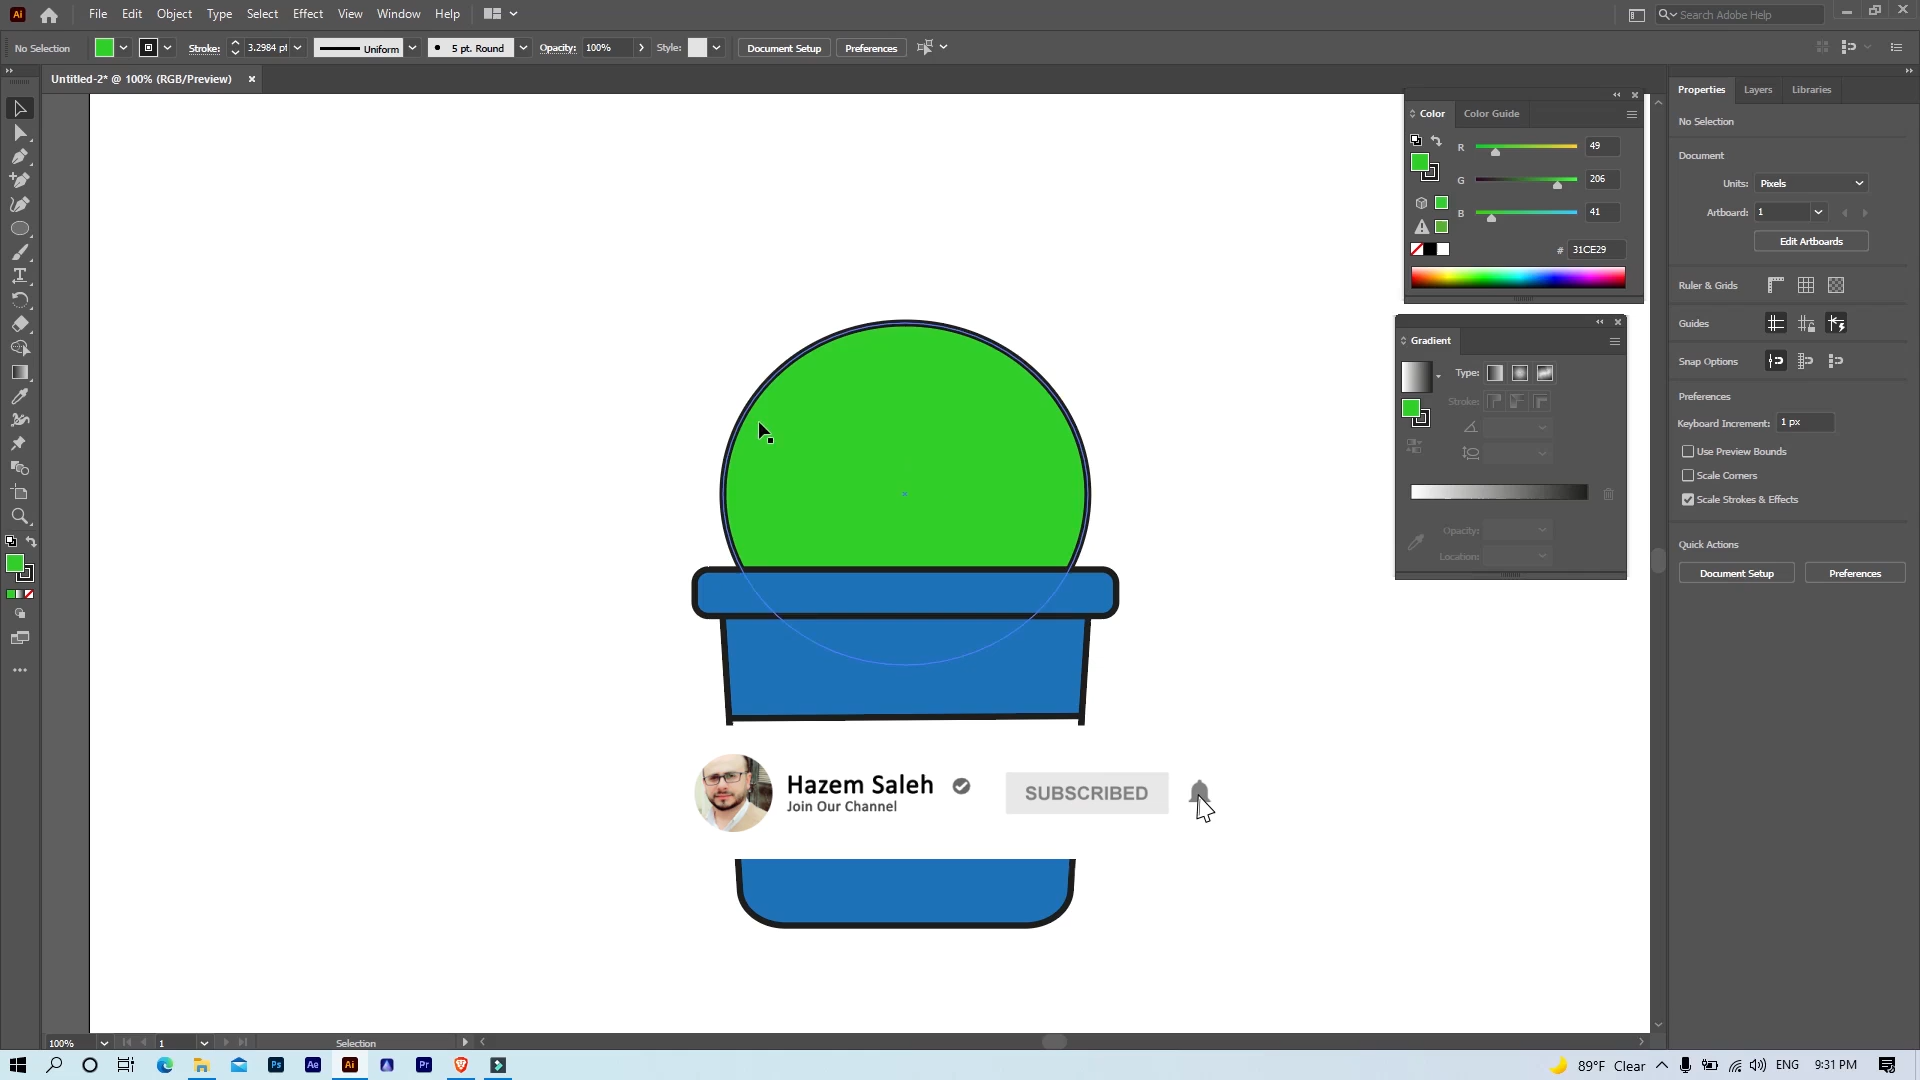 Ai File Edit Object Type Select Effect View Window Help Search Adobe Help
No Selection Stroke: 3.2984 pt Uniform 5 pt. Round Opacity: 100% Style: Document Setup Preferences
Untitled-2* @ 100% (RGB/Preview)
Properties Layers Libraries
No Selection
Document
Units: Pixels
Artboard: 1
Edit Artboards
Ruler & Grids
Guides
Snap Options
Preferences
Keyboard Increment: 1 px
Use Preview Bounds
Scale Corners
Scale Strokes & Effects
Quick Actions
Document Setup Preferences
Color Color Guide
R 49
G 206
B 41
# 31CE29
Gradient
Type:
Stroke:
Opacity:
Location:
Hazem Saleh
Join Our Channel
SUBSCRIBED
100% 1 Selection
Ps Ae Ai Pr 89°F Clear ENG 9:31 PM